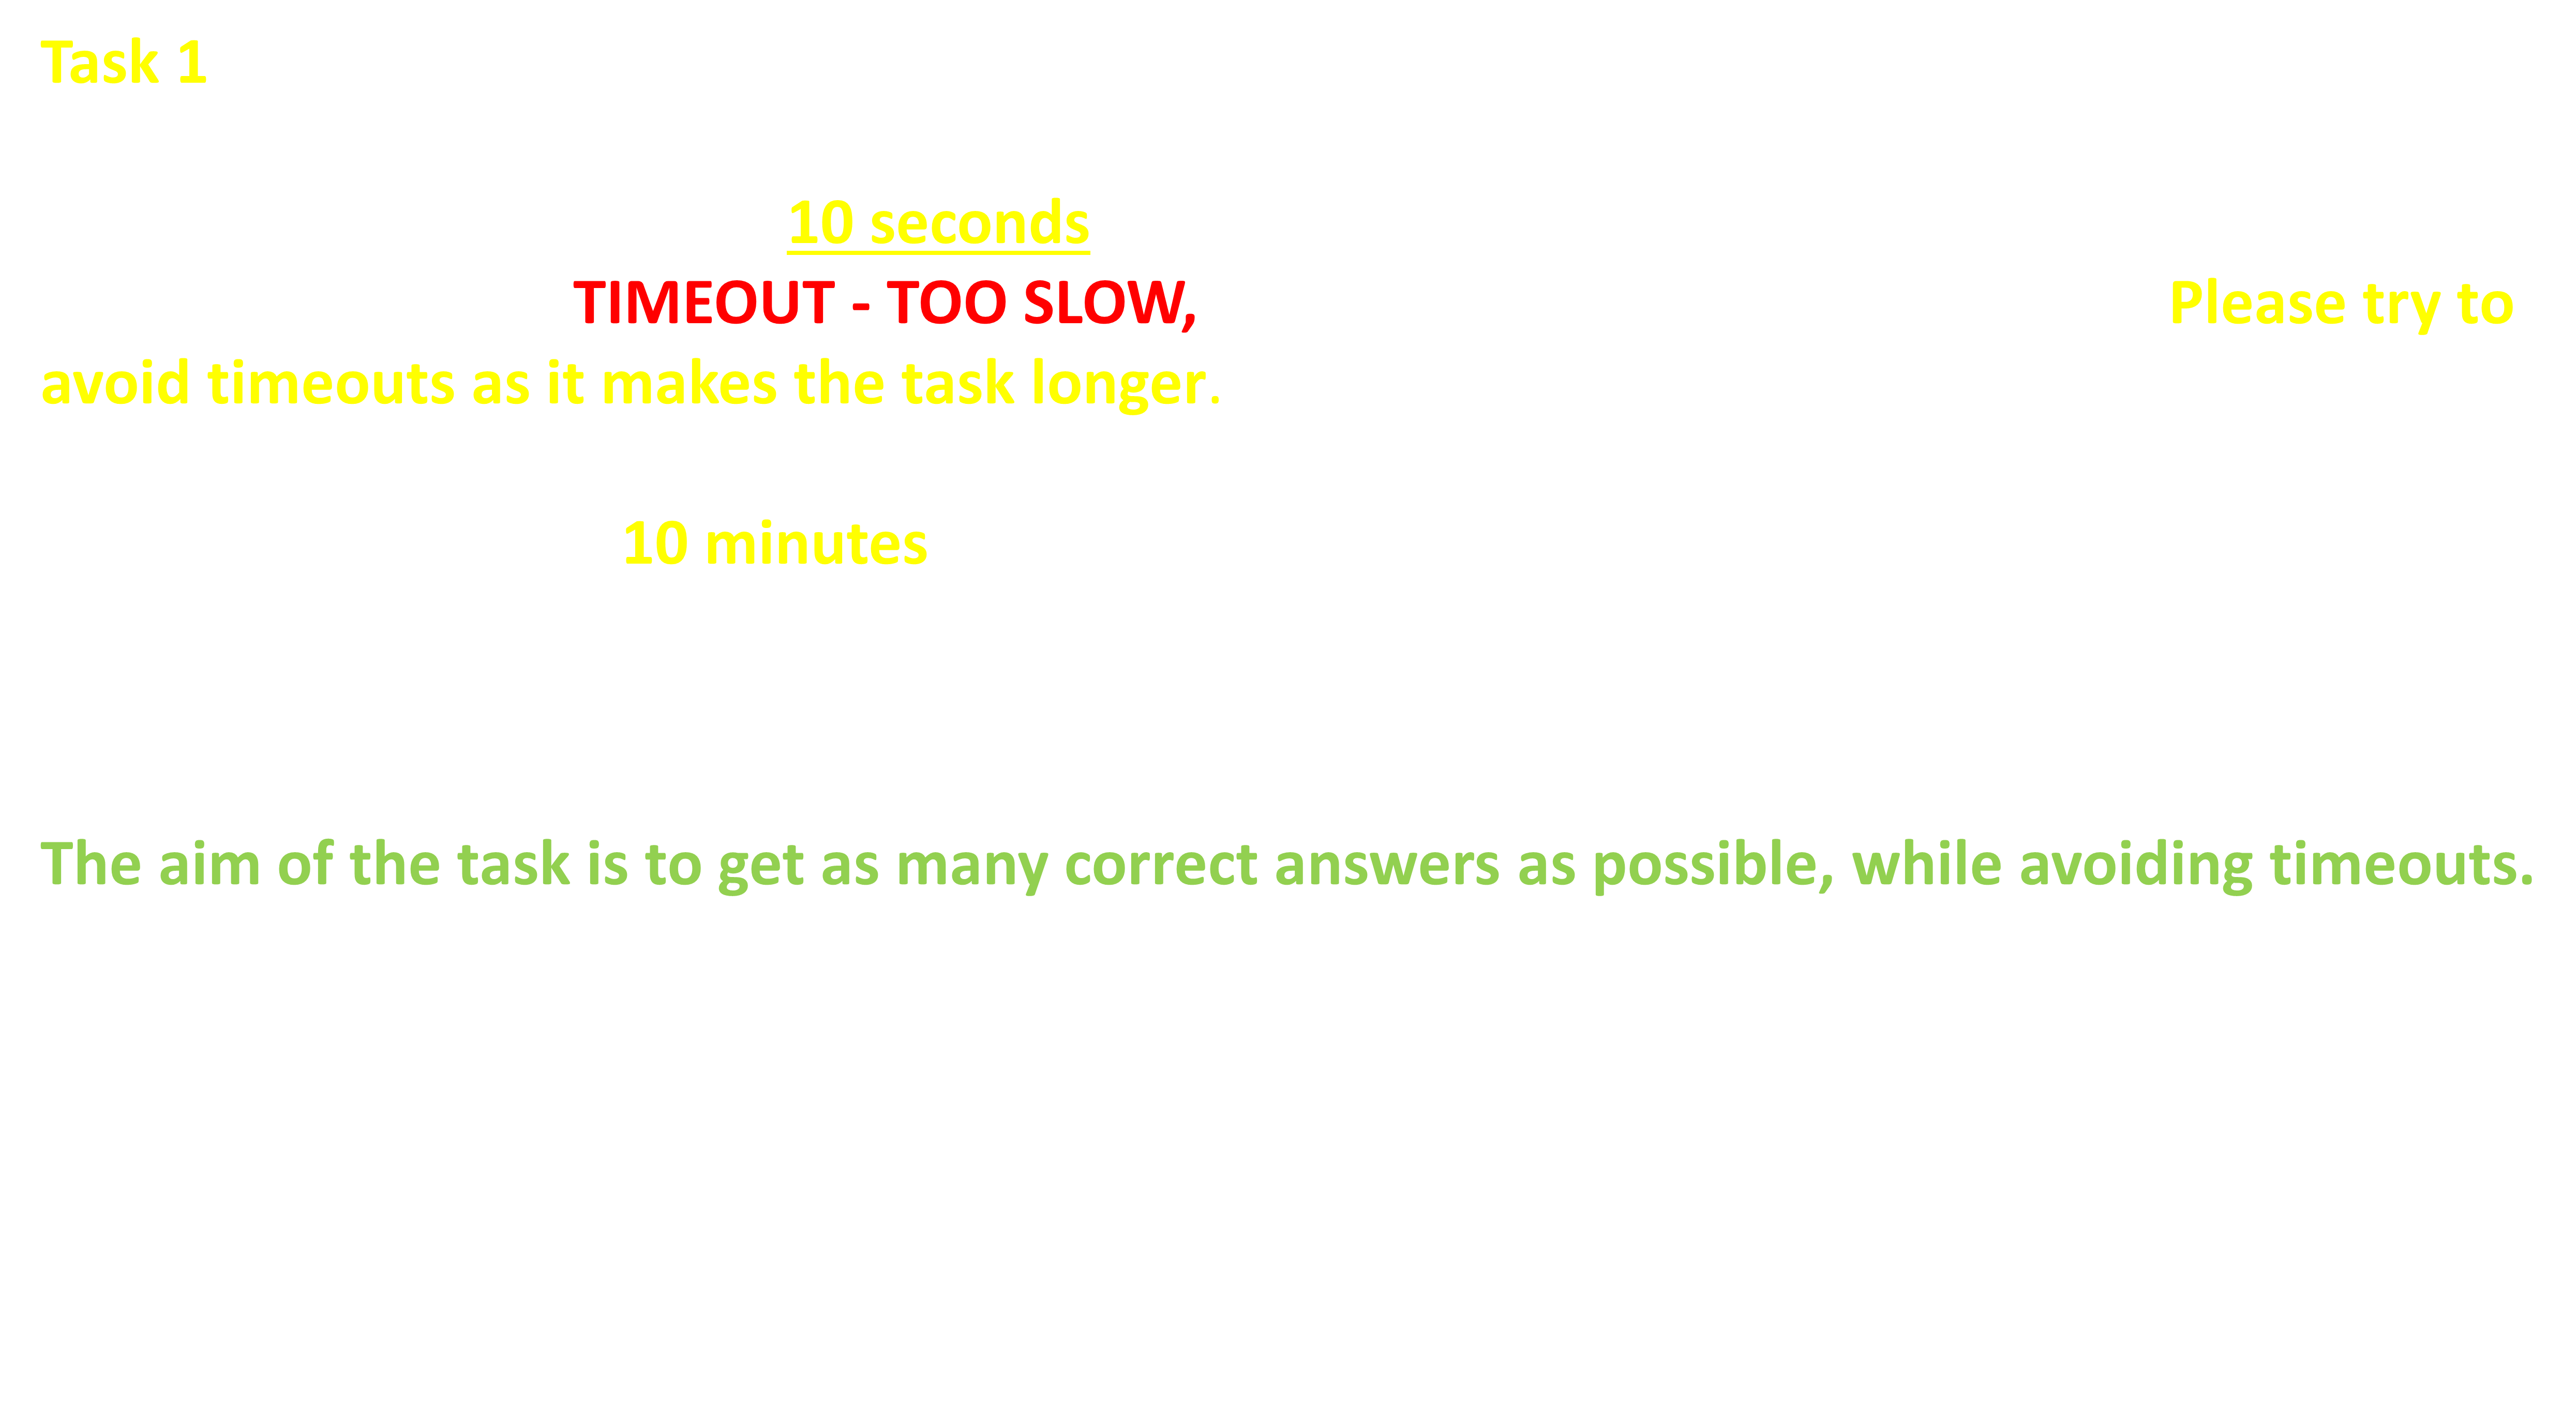 Task 1
10 seconds
TIMEOUT - TOO SLOW, Please try to
avoid timeouts as it makes the task longer.
10 minutes
The aim of the task is to get as many correct answers as possible, while avoiding timeouts.